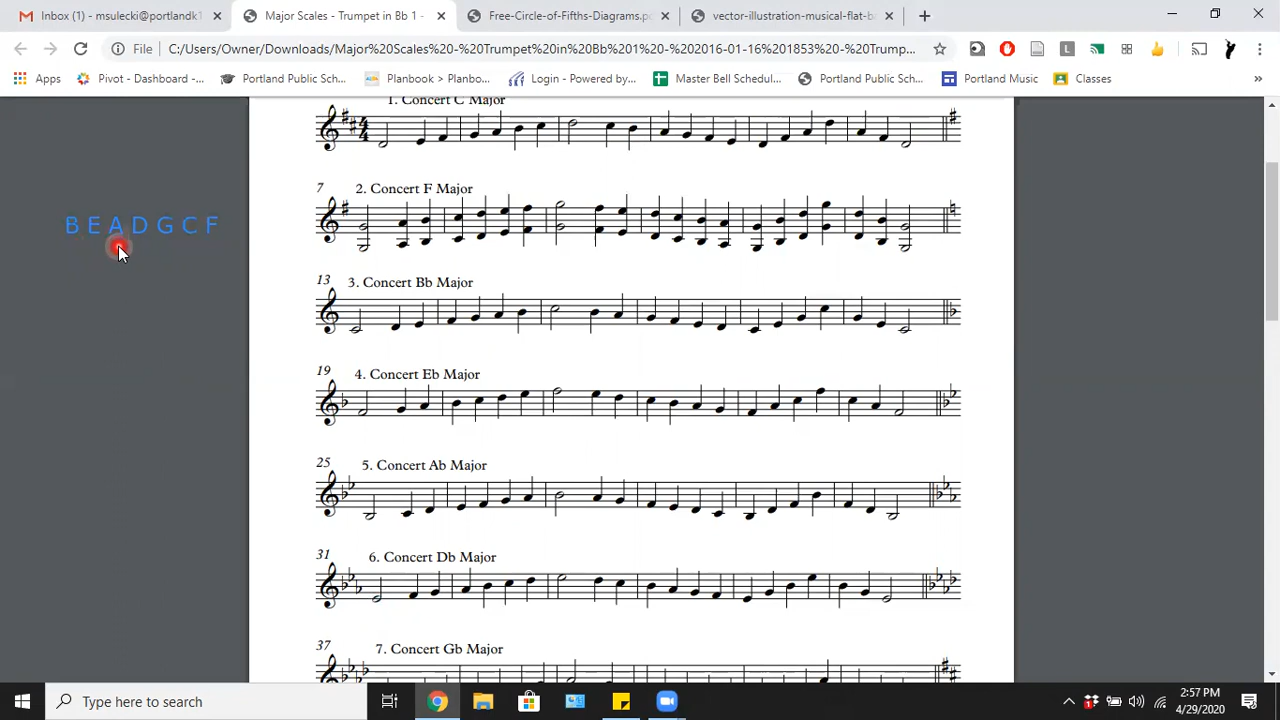 Inbox (1) - msulecki@portlandk1
Major Scales - Trumpet in Bb 1 -
Free-Circle-of-Fifths-Diagrams.pd
vector-illustration-musical-flat-ba
File
C:/Users/Owner/Downloads/Major%20Scales%20-%20Trumpet%20in%20Bb%201%20-%202016-01-16%201853%20-%20Trump...
Apps
Pivot - Dashboard -...
Portland Public Sch...
Planbook > Planbo...
Login - Powered by...
Master Bell Schedul...
Portland Public Sch...
Portland Music
Classes
»
1. Concert C Major
7
2. Concert F Major
B E A D G C F
13
3. Concert Bb Major
19
4. Concert Eb Major
25
5. Concert Ab Major
31
6. Concert Db Major
37
7. Concert Gb Major
Type here to search
2:57 PM
4/29/2020